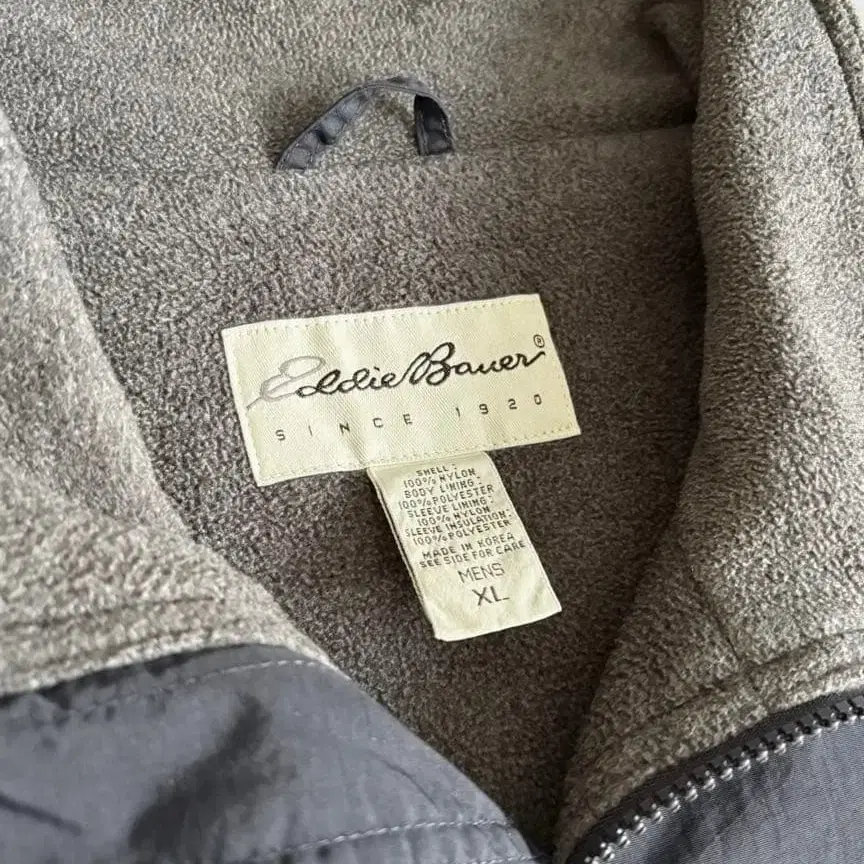 Eddie Bauer®
SINCE 1920
SHELL:
100% NYLON
BODY LINING:
100% POLYESTER
SLEEVE LINING:
100% NYLON
SLEEVE INSULATION:
100% POLYESTER
MADE IN KOREA
SEE SIDE FOR CARE
MENS
XL